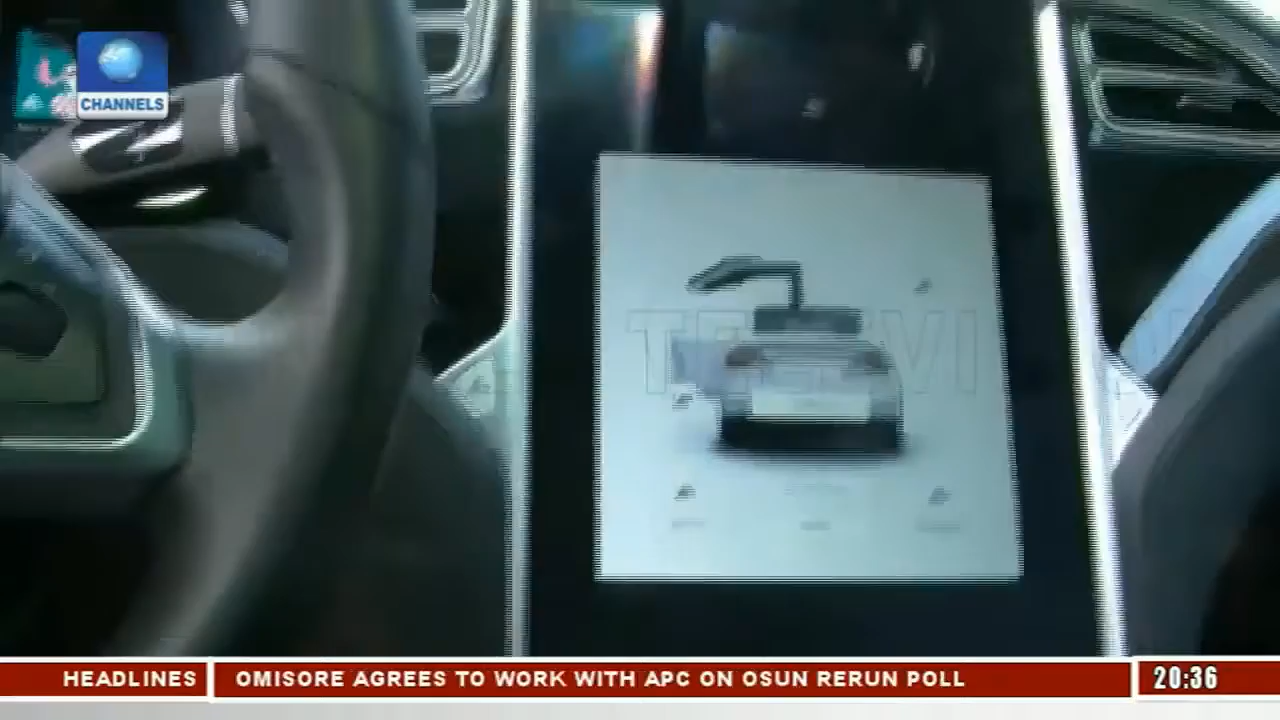 CHANNELS
HEADLINES
OMISORE AGREES TO WORK WITH APC ON OSUN RERUN POLL
20:36